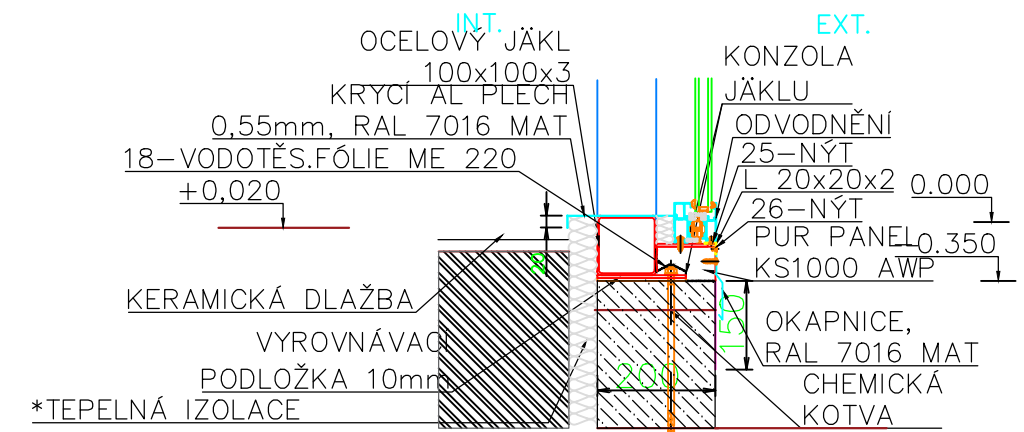 INT.
EXT.
OCELOVÝ JÄKL
100x100x3
KRYCÍ AL PLECH
0,55mm, RAL 7016 MAT
18-VODOTĚS.FÓLIE ME 220
+0,020
KONZOLA
JÄKLU
ODVODNĚNÍ
25-NÝT
L 20x20x2
26-NÝT
0.000
PUR PANEL
KS1000 AWP
-0.350
20
KERAMICKÁ DLAŽBA
VYROVNÁVACÍ
PODLOŽKA 10mm
*TEPELNÁ IZOLACE
200
150
OKAPNICE,
RAL 7016 MAT
CHEMICKÁ
KOTVA